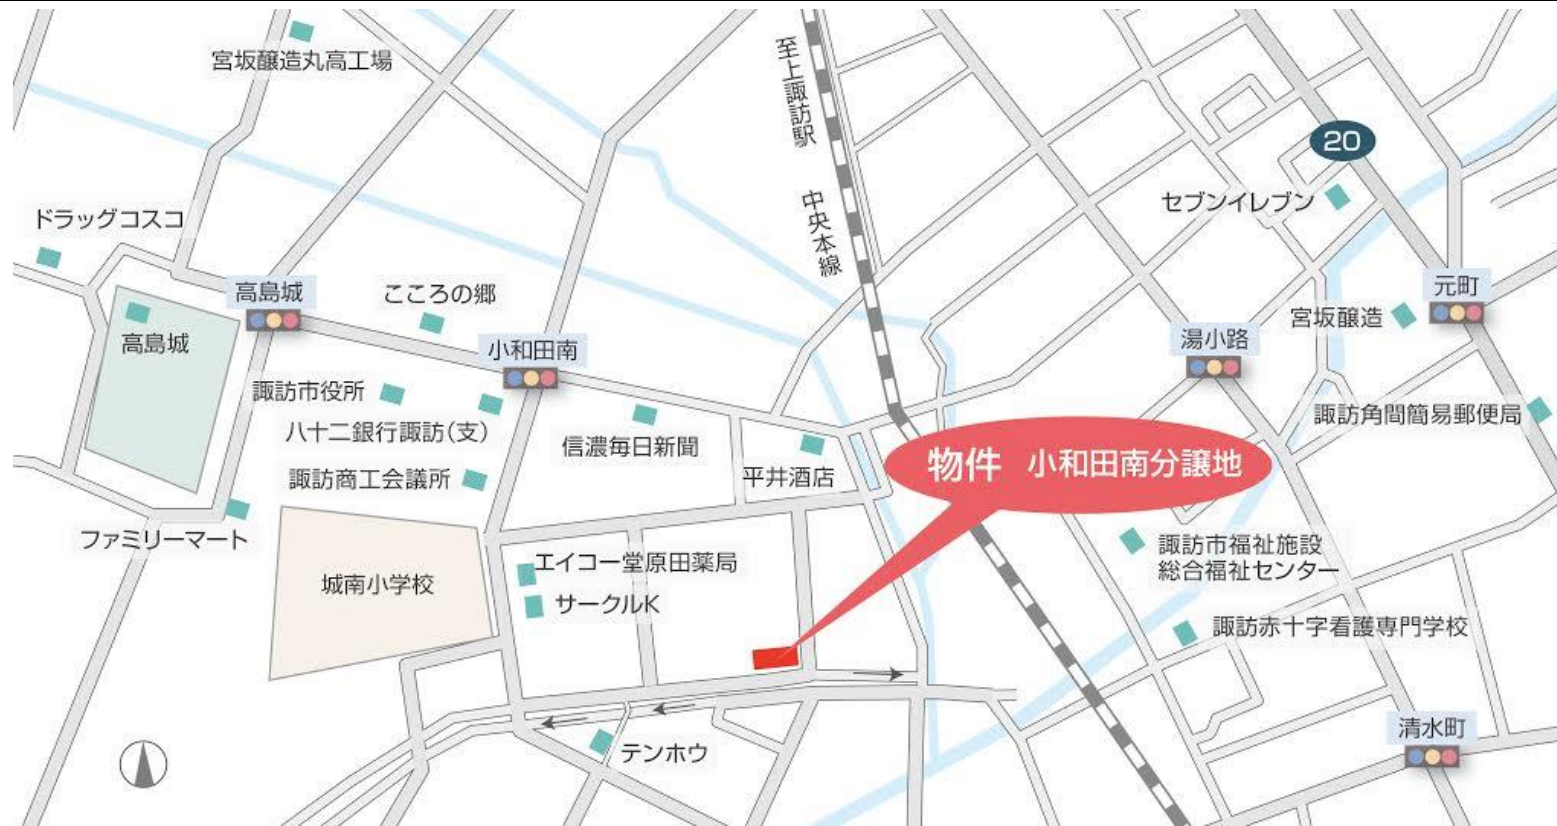 宮坂醸造丸高工場
至上諏訪駅
中央本線
20
セブンイレブン
ドラッグコスコ
高島城
こころの郷
元町
宮坂醸造
高島城
小和田南
湯小路
諏訪市役所
八十二銀行諏訪(支)
信濃毎日新聞
諏訪角間簡易郵便局
諏訪商工会議所
平井酒店
物件 小和田南分譲地
ファミリーマート
城南小学校
エイコー堂原田薬局
サークルK
諏訪市福祉施設
総合福祉センター
諏訪赤十字看護専門学校
テンホウ
清水町